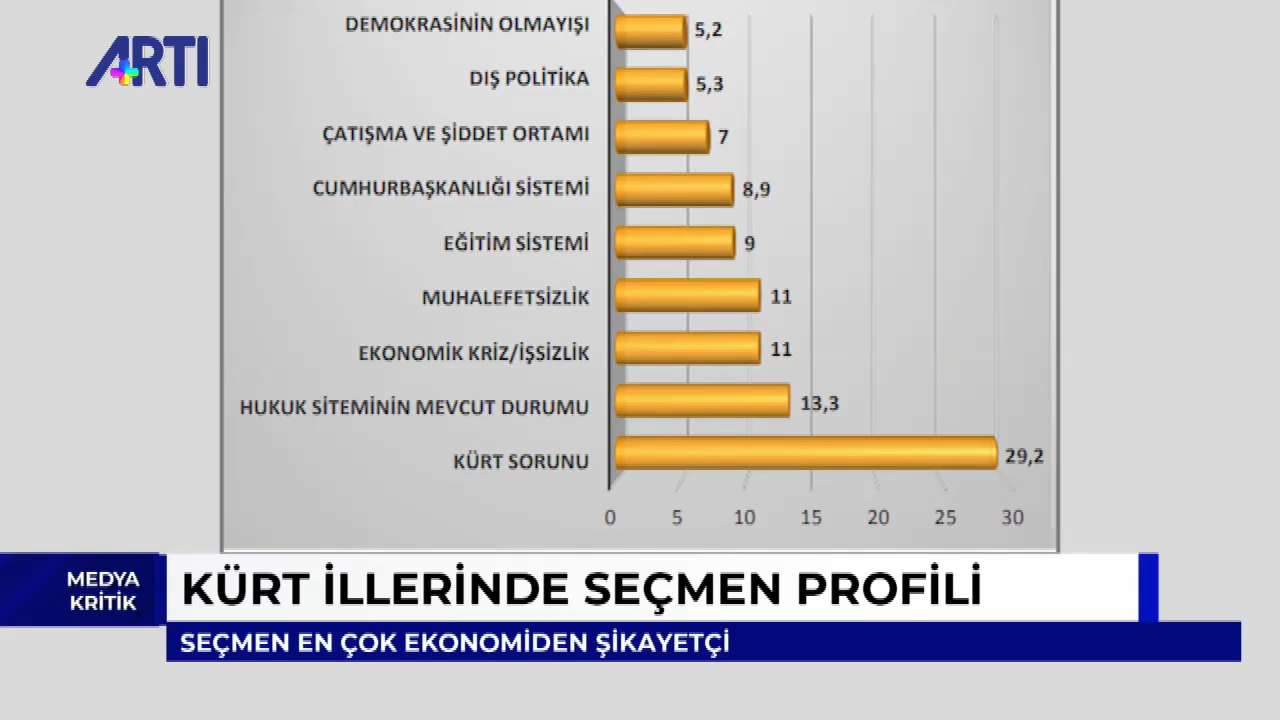 ARTI
DEMOKRASİNİN OLMAYIŞI 5,2
DIŞ POLİTİKA 5,3
ÇATIŞMA VE ŞİDDET ORTAMI 7
CUMHURBAŞKANLIĞI SİSTEMİ 8,9
EĞİTİM SİSTEMİ 9
MUHALEFETSİZLİK 11
EKONOMİK KRİZ/İŞSİZLİK 11
HUKUK SİTEMİNİN MEVCUT DURUMU 13,3
KÜRT SORUNU 29,2
0 5 10 15 20 25 30
MEDYA
KRİTİK
KÜRT İLLERİNDE SEÇMEN PROFİLİ
SEÇMEN EN ÇOK EKONOMİDEN ŞİKAYETÇİ